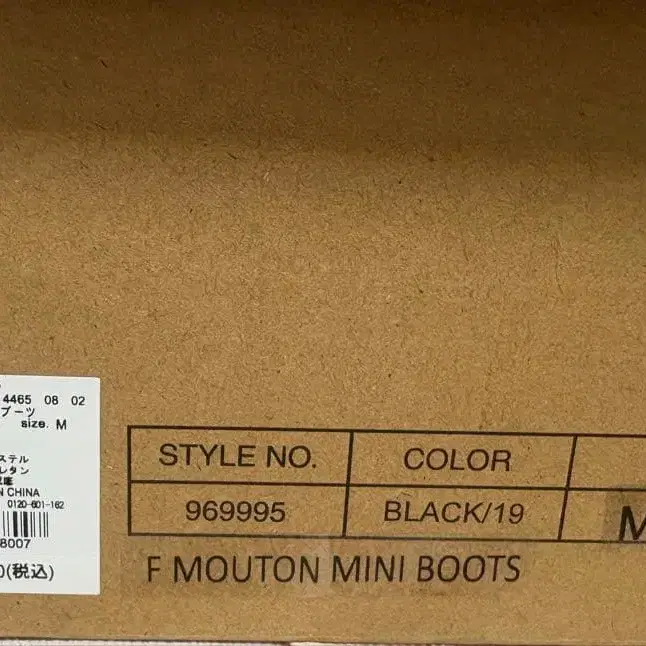 4465 08 02
ブーツ
size. M
ステル
レタン
底
N CHINA
0120-601-162
8007
0(税込)
STYLE NO. COLOR
969995 BLACK/19 M
F MOUTON MINI BOOTS